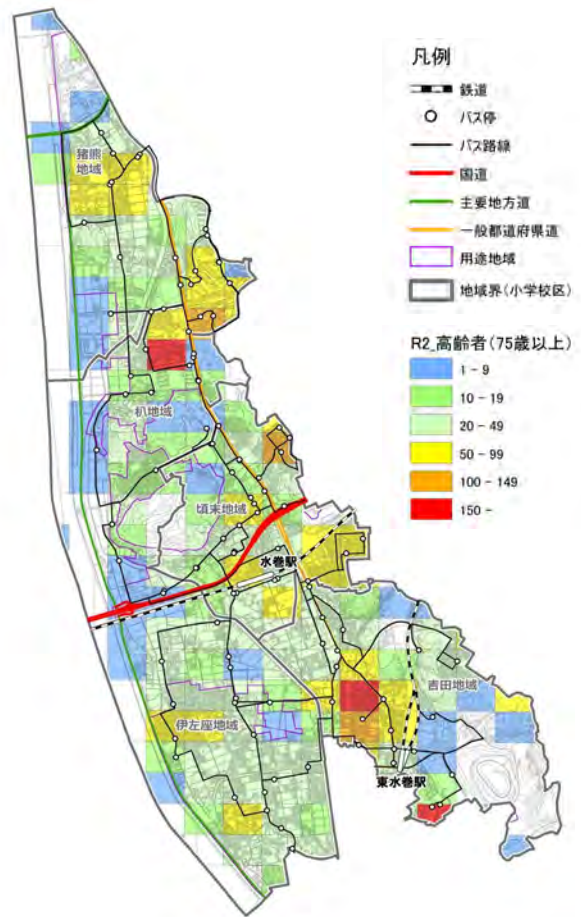 凡例
鉄道
バス停
バス路線
国道
主要地方道
一般都道府県道
用途地域
地域界(小学校区)
R2_高齢者(75歳以上)
1 - 9
10 - 19
20 - 49
50 - 99
100 - 149
150 -
猪熊
地域
朳地域
頃末地域
水巻駅
吉田地域
伊左座地域
東水巻駅